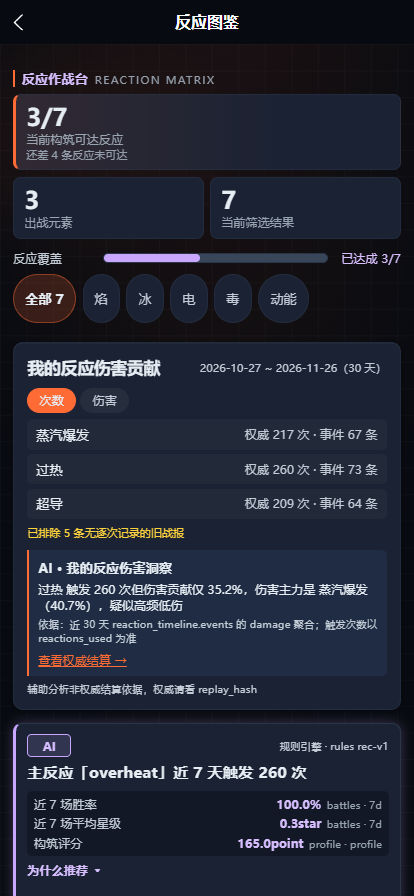 反应图鉴
反应作战台 REACTION MATRIX
3/7
当前构筑可达反应
还差 4 条反应未可达
3
出战元素
7
当前筛选结果
反应覆盖 已达成 3/7
全部 7 焰 冰 电 毒 动能
我的反应伤害贡献 2026-10-27 ~ 2026-11-26（30 天）
次数 伤害
蒸汽爆发 权威 217 次 · 事件 67 条
过热 权威 260 次 · 事件 73 条
超导 权威 209 次 · 事件 64 条
已排除 5 条无逐次记录的旧战报
AI · 我的反应伤害洞察
过热 触发 260 次但伤害贡献仅 35.2%，伤害主力是 蒸汽爆发
（40.7%），疑似高频低伤
依据：近 30 天 reaction_timeline.events 的 damage 聚合；触发次数以
reactions_used 为准
查看权威结算 →
辅助分析非权威结算依据，权威请看 replay_hash
AI 规则引擎 · rules rec-v1
主反应「overheat」近 7 天触发 260 次
近 7 场胜率 100.0% battles · 7d
近 7 场平均星级 0.3star battles · 7d
构筑评分 165.0point profile · profile
为什么推荐